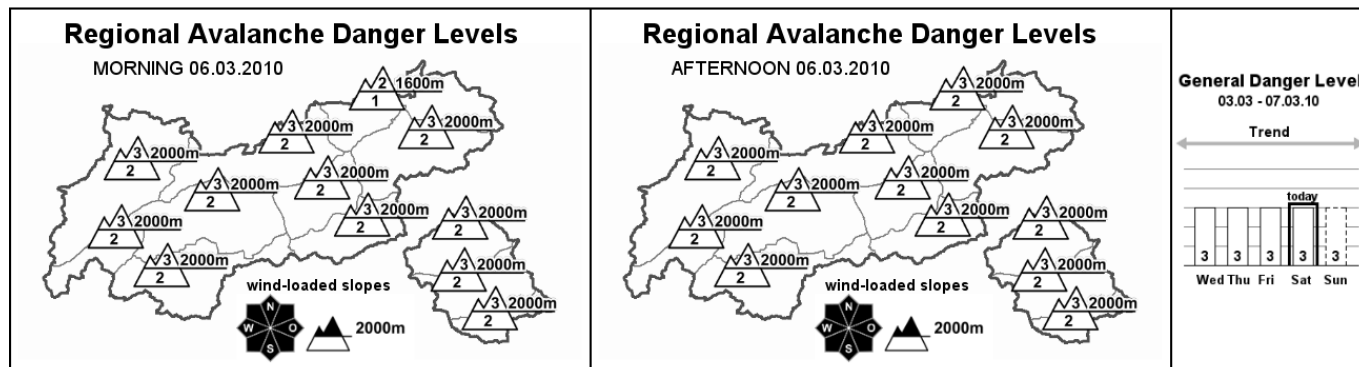 Regional Avalanche Danger Levels
MORNING 06.03.2010
2 1600m
1
3 2000m
2
3 2000m
2
3 2000m
2
3 2000m
2
3 2000m
2
3 2000m
2
3 2000m
2
3 2000m
2
3 2000m
2
3 2000m
2
3 2000m
2
wind-loaded slopes
N
W O
S
2000m
Regional Avalanche Danger Levels
AFTERNOON 06.03.2010
3 2000m
2
3 2000m
2
3 2000m
2
3 2000m
2
3 2000m
2
3 2000m
2
3 2000m
2
3 2000m
2
3 2000m
2
3 2000m
2
3 2000m
2
3 2000m
2
wind-loaded slopes
N
W O
S
2000m
General Danger Level
03.03 - 07.03.10
Trend
today
3 3 3 3 3
Wed Thu Fri Sat Sun